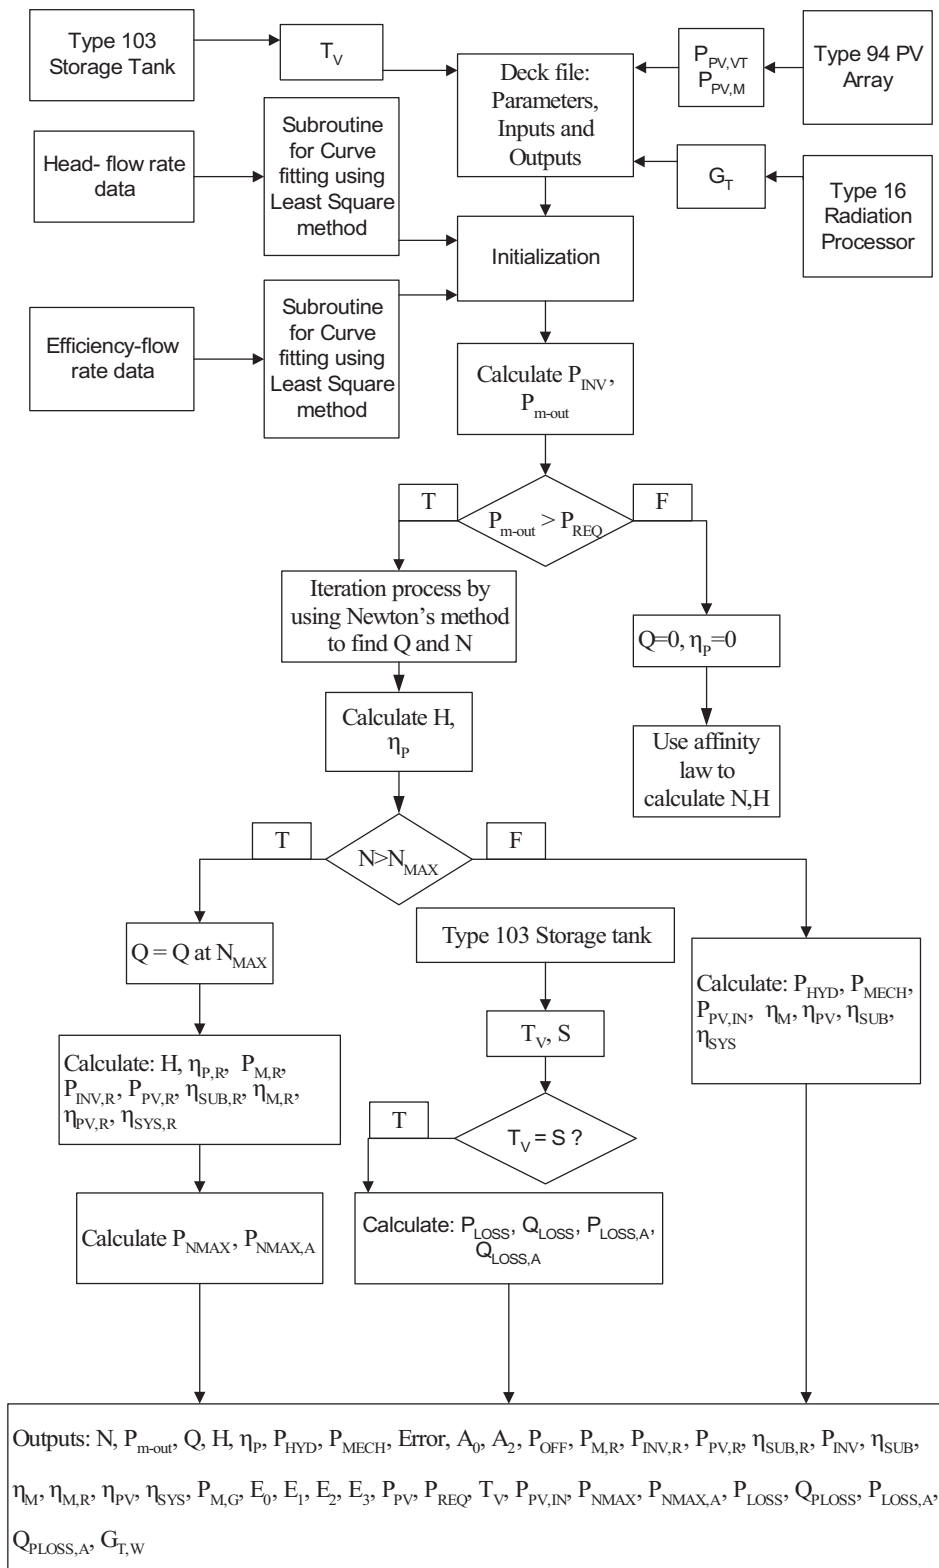 Type 103
Storage Tank
T_V
Deck file:
Parameters,
Inputs and
Outputs
P_PV,VT
P_PV,M
Type 94 PV
Array
Head- flow rate
data
Subroutine
for Curve
fitting using
Least Square
method
G_T
Type 16
Radiation
Processor
Initialization
Efficiency-flow
rate data
Subroutine
for Curve
fitting using
Least Square
method
Calculate P_INV,
P_m-out
T
P_m-out > P_REQ
F
Iteration process by
using Newton's method
to find Q and N
Q=0, η_P=0
Calculate H,
η_P
Use affinity
law to
calculate N,H
T
N>N_MAX
F
Q = Q at N_MAX
Type 103 Storage tank
Calculate: P_HYD, P_MECH,
P_PV,IN, η_M, η_PV, η_SUB,
η_SYS
T_V, S
Calculate: H, η_P,R, P_M,R,
P_INV,R, P_PV,R, η_SUB,R, η_M,R,
η_PV,R, η_SYS,R
T
T_V = S ?
Calculate P_NMAX, P_NMAX,A
Calculate: P_LOSS, Q_LOSS, P_LOSS,A,
Q_LOSS,A
Outputs: N, P_m-out, Q, H, η_P, P_HYD, P_MECH, Error, A_0, A_2, P_OFF, P_M,R, P_INV,R, P_PV,R, η_SUB,R, P_INV, η_SUB,
η_M, η_M,R, η_PV, η_SYS, P_M,G, E_0, E_1, E_2, E_3, P_PV, P_REQ, T_V, P_PV,IN, P_NMAX, P_NMAX,A, P_LOSS, Q_PLOSS, P_LOSS,A,
Q_PLOSS,A, G_T,W